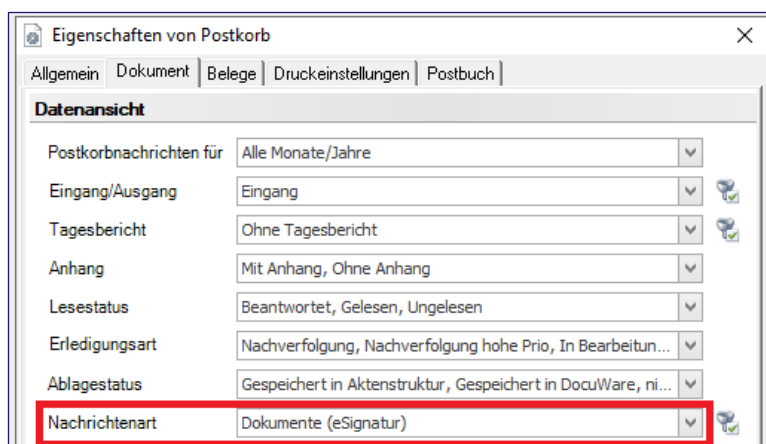 Eigenschaften von Postkorb
Allgemein Dokument Belege Druckeinstellungen Postbuch
Datenansicht
Postkorbnachrichten für Alle Monate/Jahre
Eingang/Ausgang Eingang
Tagesbericht Ohne Tagesbericht
Anhang Mit Anhang, Ohne Anhang
Lesestatus Beantwortet, Gelesen, Ungelesen
Erledigungsart Nachverfolgung, Nachverfolgung hohe Prio, In Bearbeitun...
Ablagestatus Gespeichert in Aktenstruktur, Gespeichert in DocuWare, ni...
Nachrichtenart Dokumente (eSignatur)